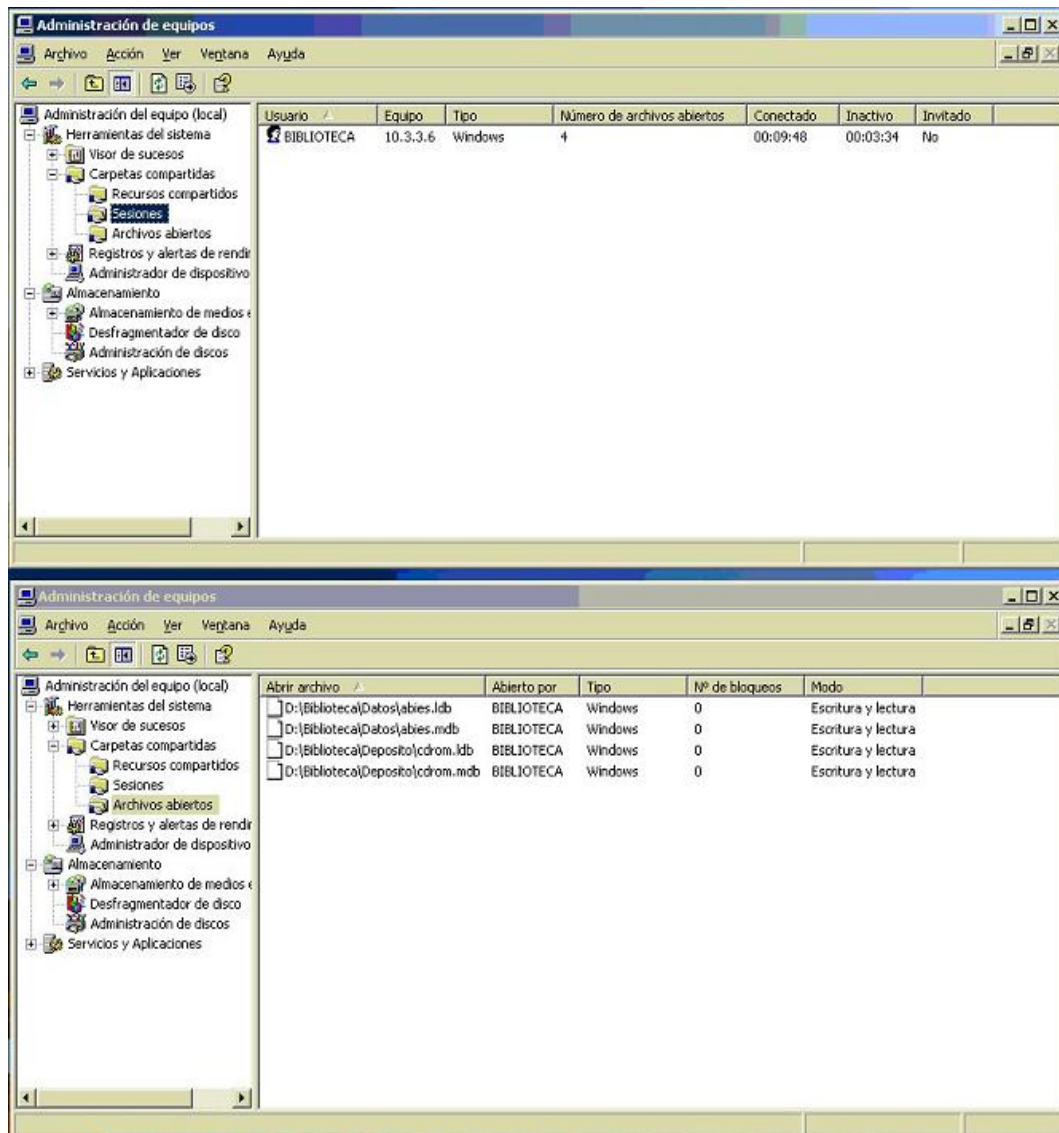 Administración de equipos
Archivo Acción Ver Ventana Ayuda
Administración del equipo (local)
Herramientas del sistema
Visor de sucesos
Carpetas compartidas
Recursos compartidos
Sesiones
Archivos abiertos
Registros y alertas de rendir
Administrador de dispositivo
Almacenamiento
Almacenamiento de medios e
Desfragmentador de disco
Administración de discos
Servicios y Aplicaciones
Usuario Equipo Tipo Número de archivos abiertos Conectado Inactivo Invitado
BIBLIOTECA 10.3.3.6 Windows 4 00:09:48 00:03:34 No
Administración de equipos
Archivo Acción Ver Ventana Ayuda
Administración del equipo (local)
Herramientas del sistema
Visor de sucesos
Carpetas compartidas
Recursos compartidos
Sesiones
Archivos abiertos
Registros y alertas de rendir
Administrador de dispositivo
Almacenamiento
Almacenamiento de medios e
Desfragmentador de disco
Administración de discos
Servicios y Aplicaciones
Abrir archivo Abierto por Tipo Nº de bloqueos Modo
D:\Biblioteca\Datos\abies.ldb BIBLIOTECA Windows 0 Escritura y lectura
D:\Biblioteca\Datos\abies.mdb BIBLIOTECA Windows 0 Escritura y lectura
D:\Biblioteca\Deposito\cdrom.ldb BIBLIOTECA Windows 0 Escritura y lectura
D:\Biblioteca\Deposito\cdrom.mdb BIBLIOTECA Windows 0 Escritura y lectura